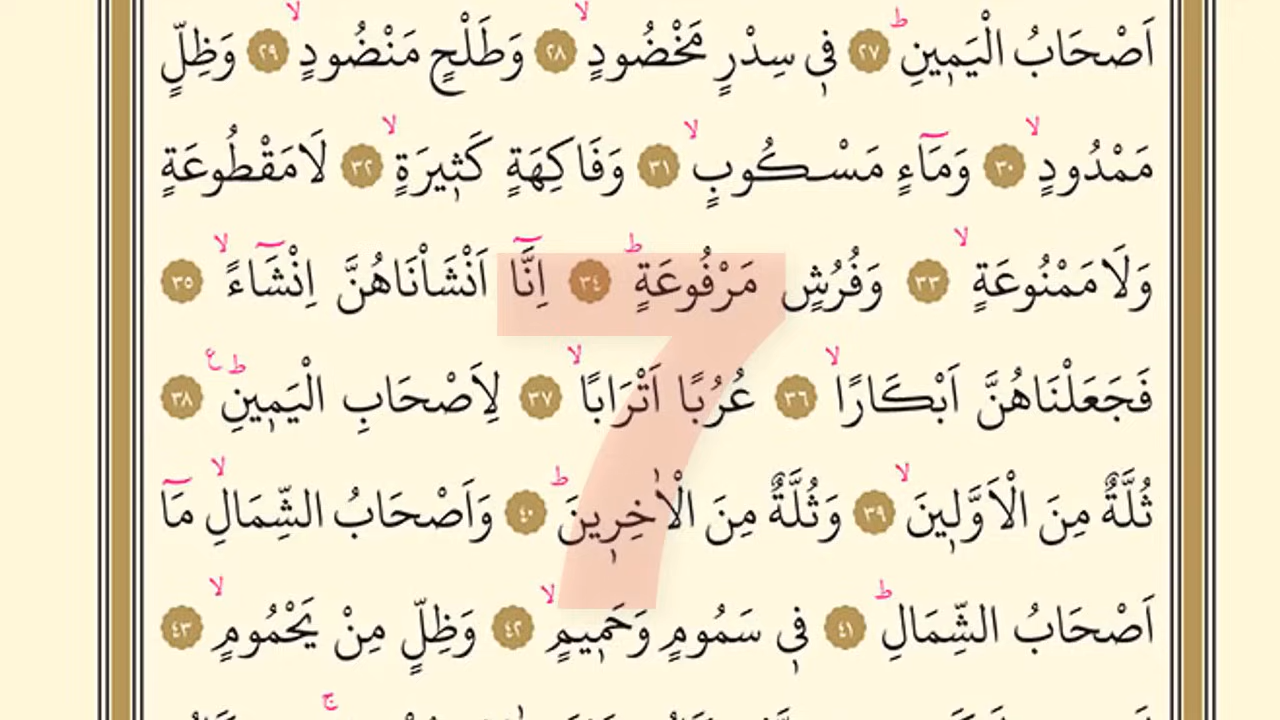 اَصْحَابُ الْيَمٖينِؕ ﴿٢٧﴾ فٖي سِدْرٍ مَخْضُودٍۙ ﴿٢٨﴾ وَطَلْحٍ مَنْضُودٍۙ ﴿٢٩﴾ وَظِلٍّ
مَمْدُودٍۙ ﴿٣٠﴾ وَمَٓاءٍ مَسْكُوبٍۙ ﴿٣١﴾ وَفَاكِهَةٍ كَثٖيرَةٍۙ ﴿٣٢﴾ لَا مَقْطُوعَةٍ
وَلَا مَمْنُوعَةٍۙ ﴿٣٣﴾ وَفُرُشٍ مَرْفُوعَةٍؕ ﴿٣٤﴾ اِنَّٓا اَنْشَاْنَاهُنَّ اِنْشَٓاءًۙ ﴿٣٥﴾
فَجَعَلْنَاهُنَّ اَبْكَارًاۙ ﴿٣٦﴾ عُرُبًا اَتْرَابًاۙ ﴿٣٧﴾ لِاَصْحَابِ الْيَمٖينِؕ ع ﴿٣٨﴾
ثُلَّةٌ مِنَ الْاَوَّلٖينَۙ ﴿٣٩﴾ وَثُلَّةٌ مِنَ الْاٰخِرٖينَؕ ﴿٤٠﴾ وَاَصْحَابُ الشِّمَالِۙ مَٓا
اَصْحَابُ الشِّمَالِؕ ﴿٤١﴾ فٖي سَمُومٍ وَحَمٖيمٍۙ ﴿٤٢﴾ وَظِلٍّ مِنْ يَحْمُومٍۙ ﴿٤٣﴾
7